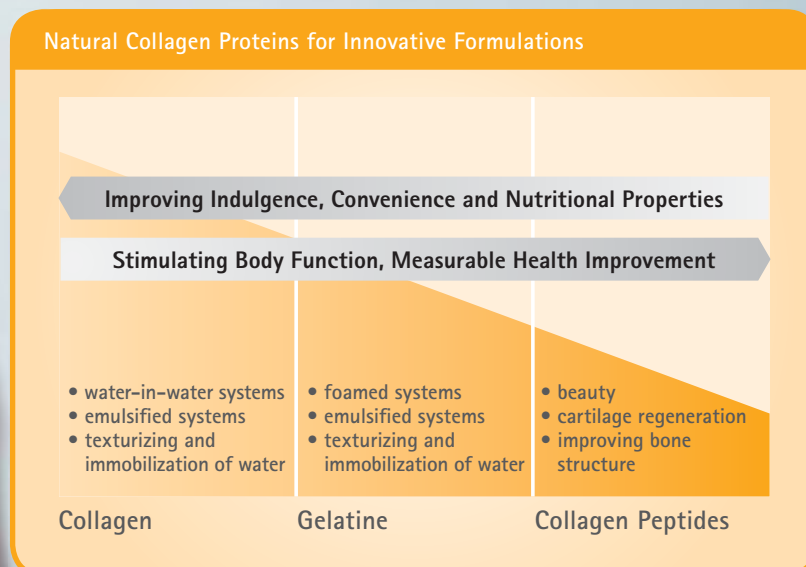 Natural Collagen Proteins for Innovative Formulations
Improving Indulgence, Convenience and Nutritional Properties
Stimulating Body Function, Measurable Health Improvement
• water-in-water systems
• emulsified systems
• texturizing and
immobilization of water
• foamed systems
• emulsified systems
• texturizing and
immobilization of water
• beauty
• cartilage regeneration
• improving bone
structure
Collagen
Gelatine
Collagen Peptides